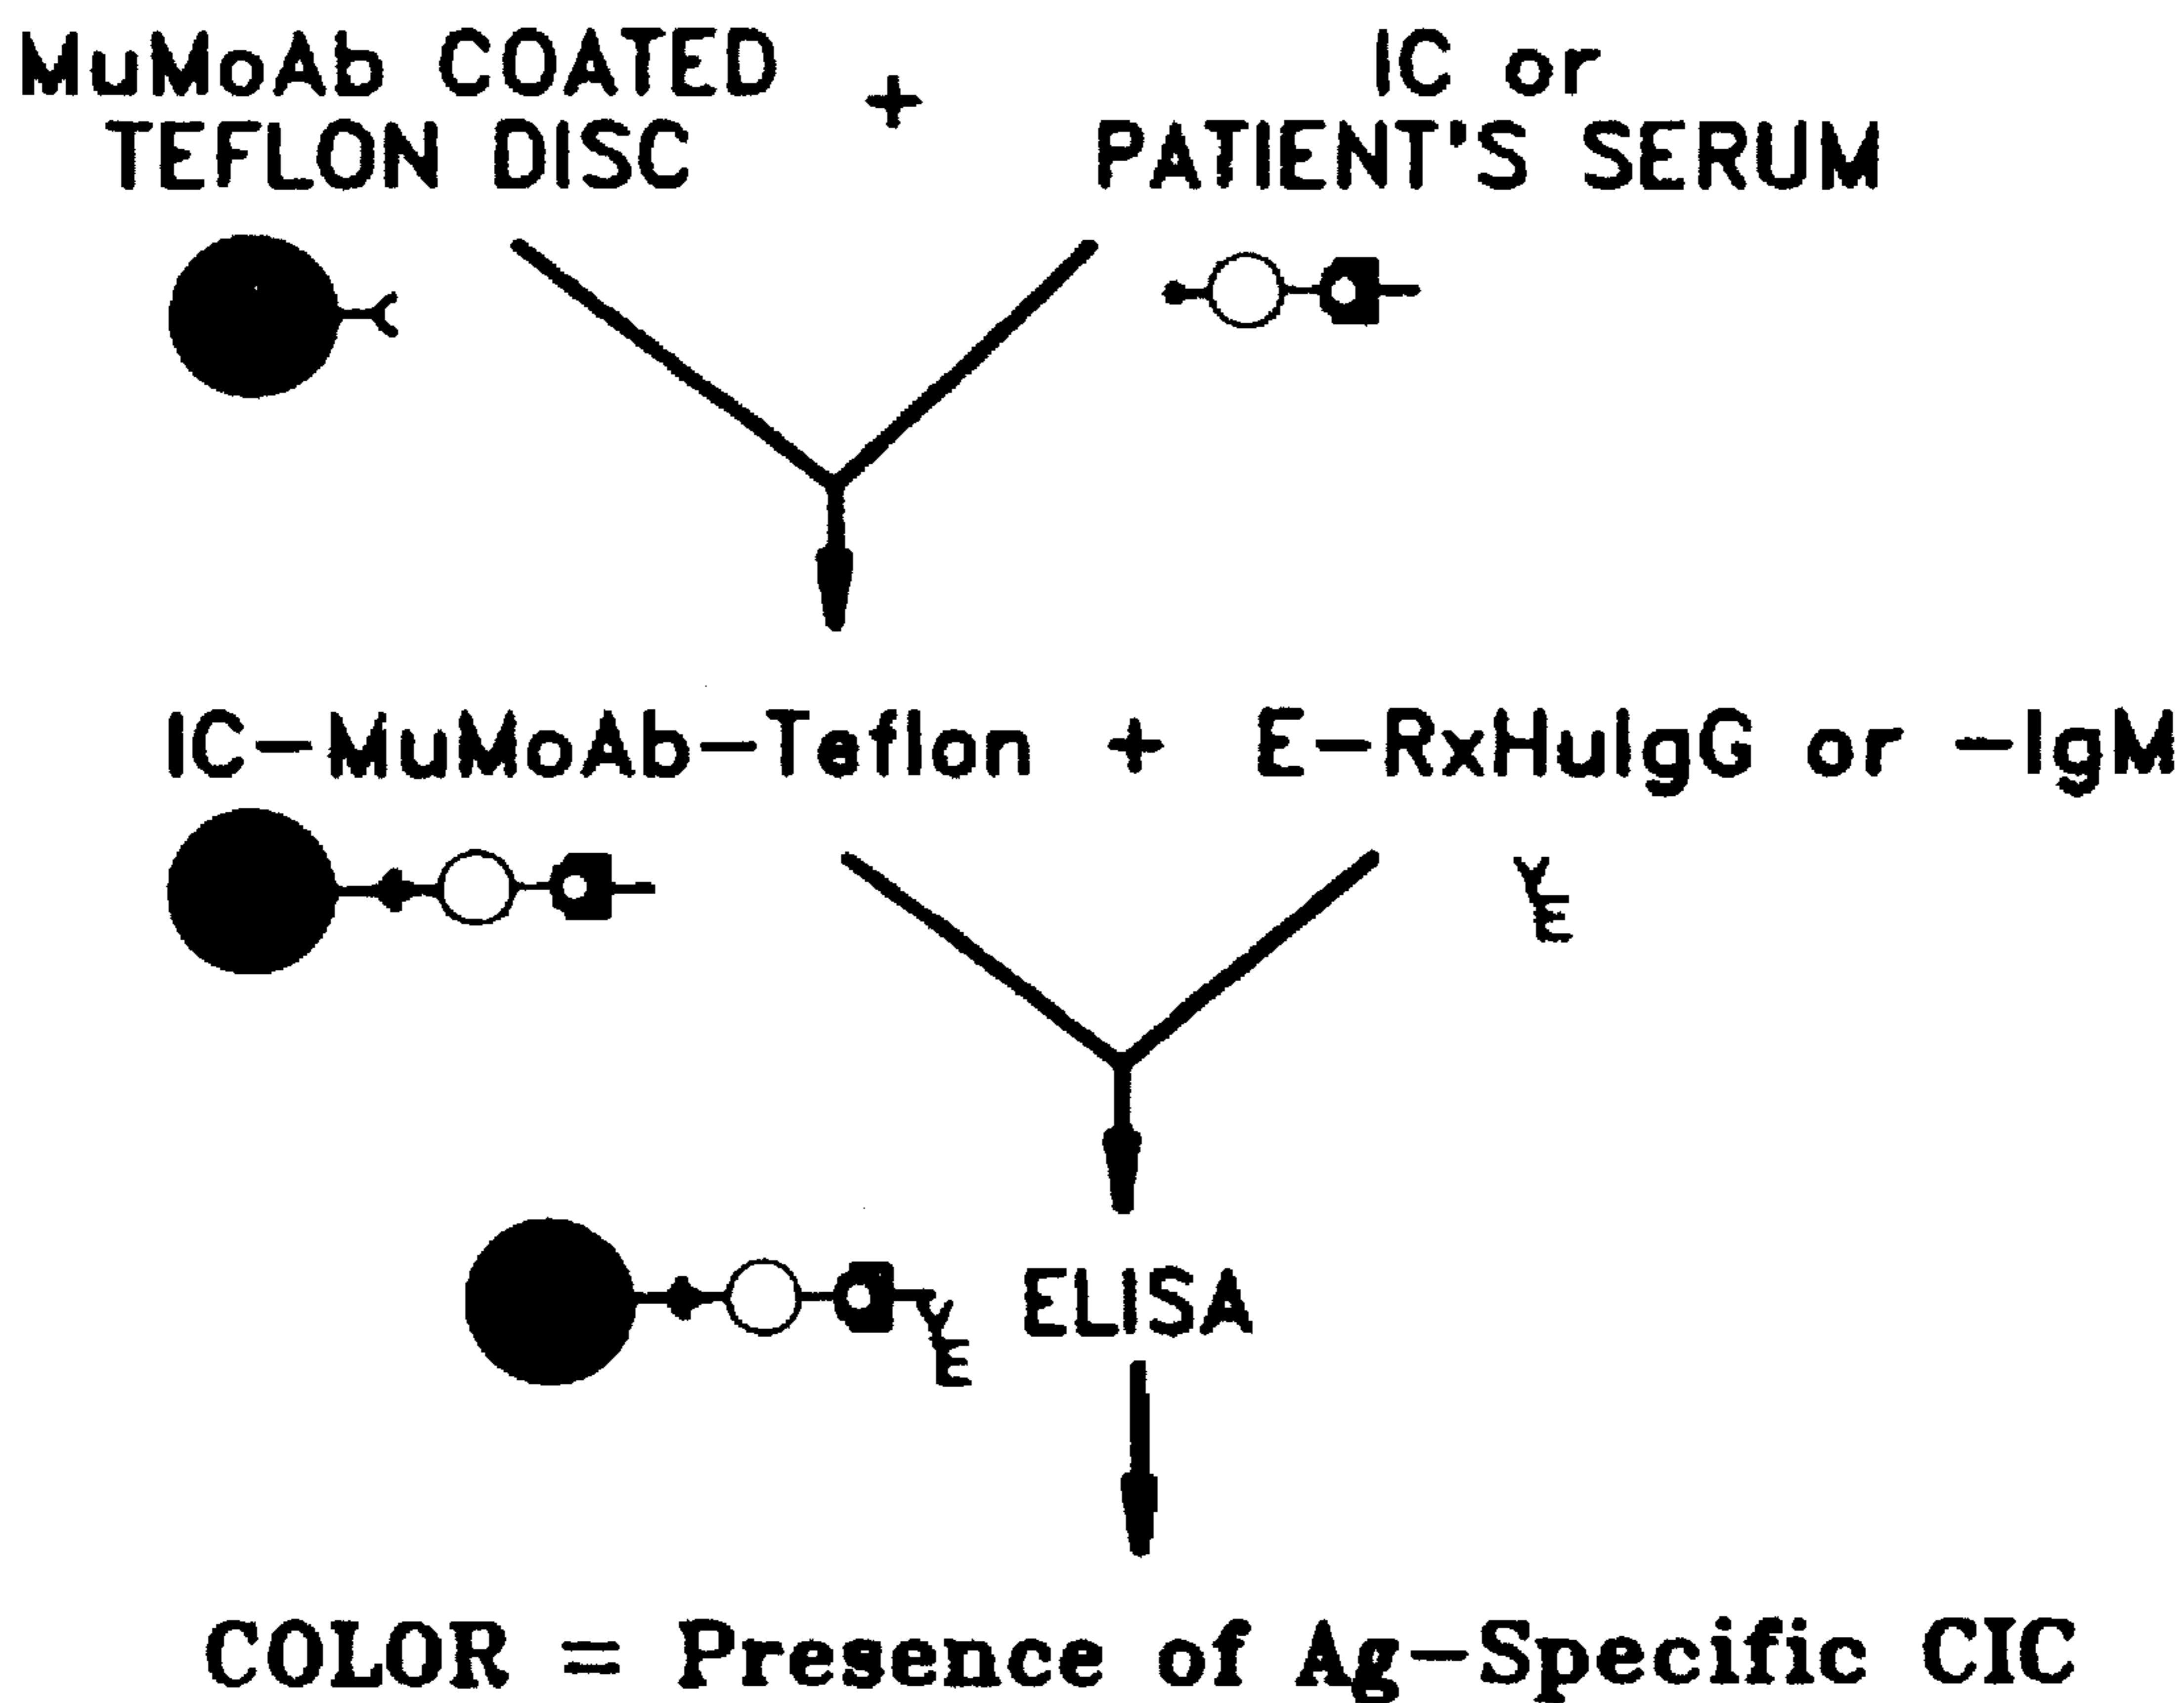 MuMoAb COATED + IC or
TEFLON DISC PATIENT'S SERUM
IC-MuMoAb-Teflon + E-RxHuIgG or -IgM
E
ELISA
E
COLOR = Presence of Ag-Specific CIC